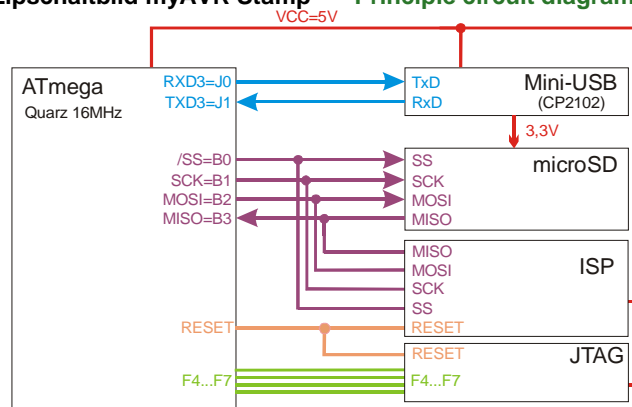 zipschaltbild myAVR Stamp Principle circuit diagram
VCC=5V
ATmega
Quarz 16MHz
RXD3=J0
TXD3=J1
TxD
RxD
Mini-USB
(CP2102)
3,3V
/SS=B0
SCK=B1
MOSI=B2
MISO=B3
SS
SCK
MOSI
MISO
microSD
MISO
MOSI
SCK
SS
RESET
ISP
RESET
RESET
JTAG
F4...F7
F4...F7